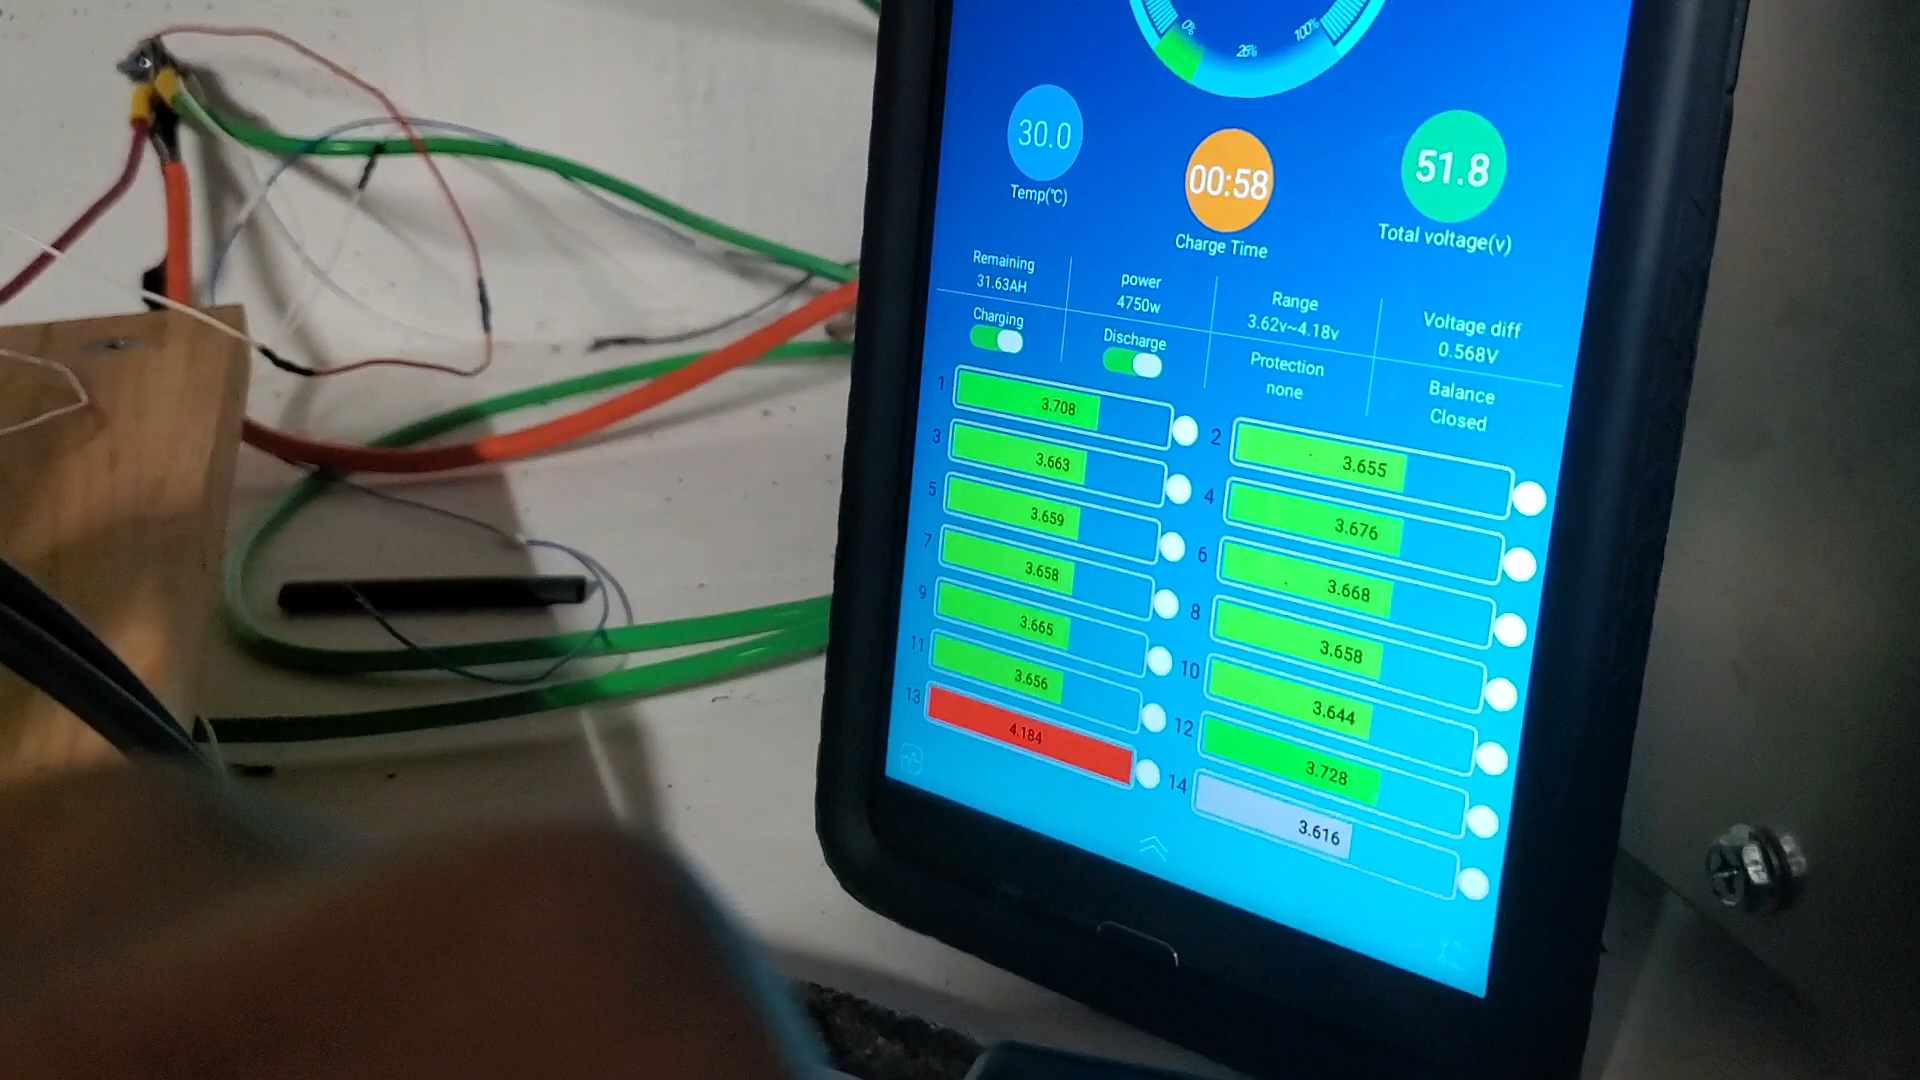 0%
26%
100%
30.0
Temp(℃)
00:58
Charge Time
51.8
Total voltage(v)
Remaining
31.63AH
power
4750w
Range
3.62v~4.18v
Voltage diff
0.568V
Charging
Discharge
Protection
none
Balance
Closed
1 3.708
2 3.655
3 3.663
4 3.676
5 3.659
6 3.668
7 3.658
8 3.658
9 3.665
10 3.644
11 3.656
12 3.728
13 4.184
14 3.616